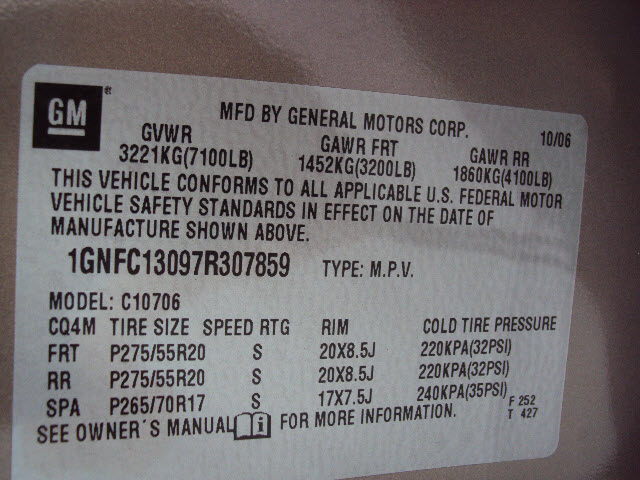 GM ®
MFD BY GENERAL MOTORS CORP. 10/06
GVWR GAWR FRT GAWR RR
3221KG(7100LB) 1452KG(3200LB) 1860KG(4100LB)
THIS VEHICLE CONFORMS TO ALL APPLICABLE U.S. FEDERAL MOTOR
VEHICLE SAFETY STANDARDS IN EFFECT ON THE DATE OF
MANUFACTURE SHOWN ABOVE.
1GNFC13097R307859 TYPE: M.P.V.
MODEL: C10706
CQ4M TIRE SIZE SPEED RTG RIM COLD TIRE PRESSURE
FRT P275/55R20 S 20X8.5J 220KPA(32PSI)
RR P275/55R20 S 20X8.5J 220KPA(32PSI)
SPA P265/70R17 S 17X7.5J 240KPA(35PSI) F 252
SEE OWNER'S MANUAL i FOR MORE INFORMATION. T 427